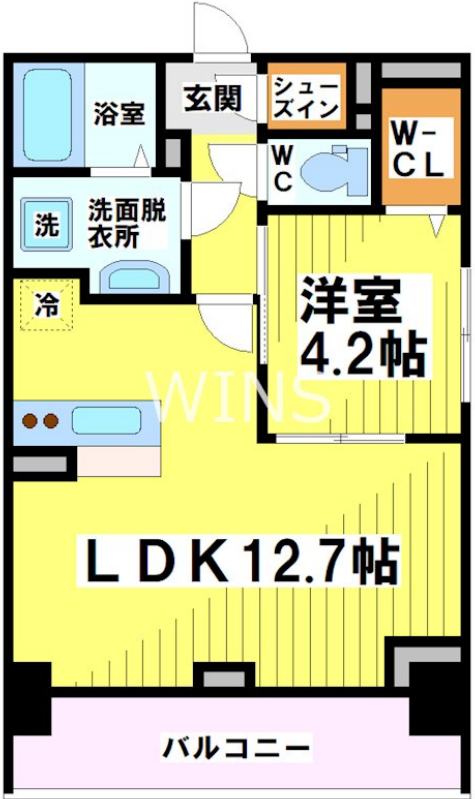 玄関
シュー
ズイン
浴室
W-
CL
W
C
洗面脱
衣所
洗
冷
洋室
4.2帖
WINS
LDK12.7帖
バルコニー